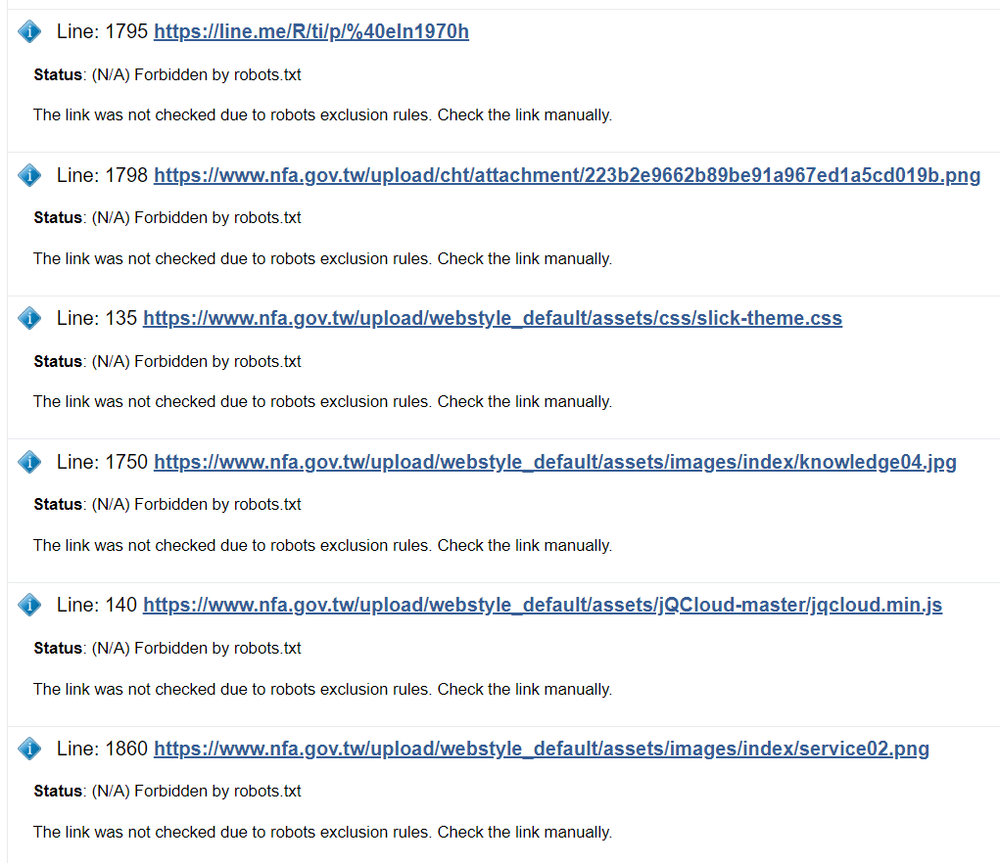 Line: 1795 https://line.me/R/ti/p/%40eln1970h
Status: (N/A) Forbidden by robots.txt
The link was not checked due to robots exclusion rules. Check the link manually.
Line: 1798 https://www.nfa.gov.tw/upload/cht/attachment/223b2e9662b89be91a967ed1a5cd019b.png
Status: (N/A) Forbidden by robots.txt
The link was not checked due to robots exclusion rules. Check the link manually.
Line: 135 https://www.nfa.gov.tw/upload/webstyle_default/assets/css/slick-theme.css
Status: (N/A) Forbidden by robots.txt
The link was not checked due to robots exclusion rules. Check the link manually.
Line: 1750 https://www.nfa.gov.tw/upload/webstyle_default/assets/images/index/knowledge04.jpg
Status: (N/A) Forbidden by robots.txt
The link was not checked due to robots exclusion rules. Check the link manually.
Line: 140 https://www.nfa.gov.tw/upload/webstyle_default/assets/jQCloud-master/jqcloud.min.js
Status: (N/A) Forbidden by robots.txt
The link was not checked due to robots exclusion rules. Check the link manually.
Line: 1860 https://www.nfa.gov.tw/upload/webstyle_default/assets/images/index/service02.png
Status: (N/A) Forbidden by robots.txt
The link was not checked due to robots exclusion rules. Check the link manually.